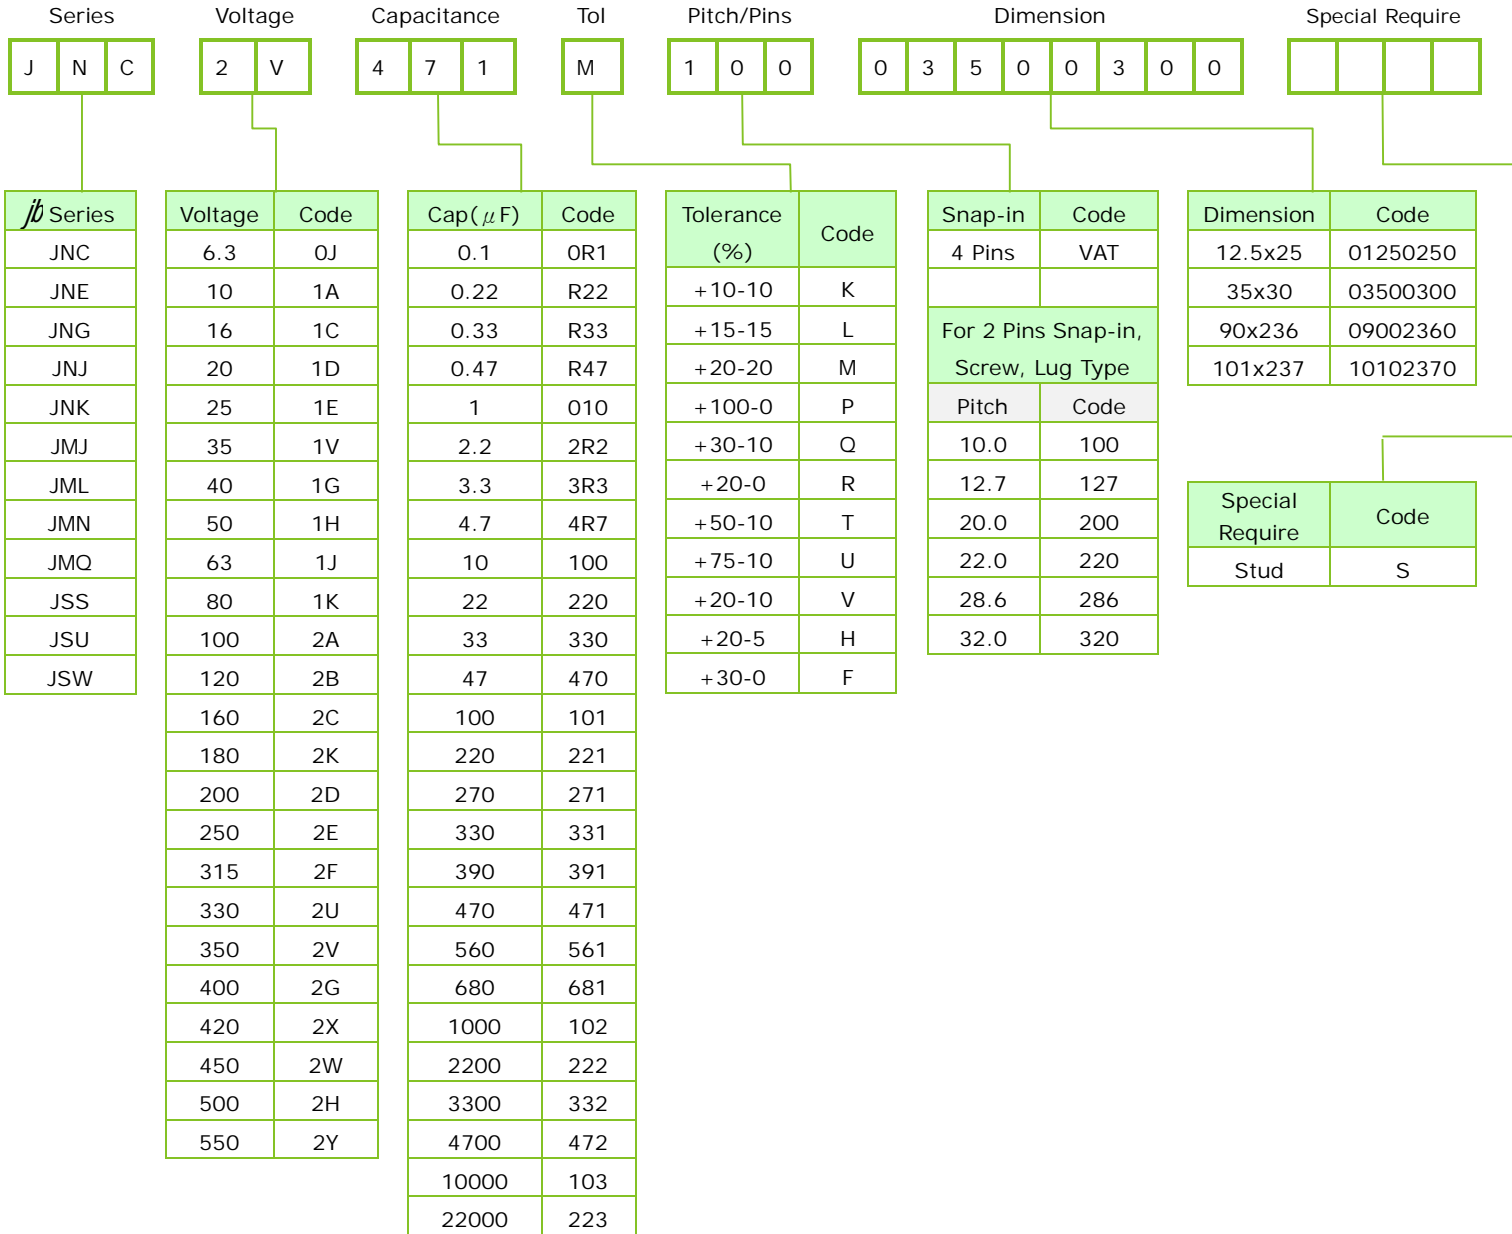 Series Voltage Capacitance Tol Pitch/Pins Dimension Special Require
J N C 2 V 4 7 1 M 1 0 0 0 3 5 0 0 3 0 0
jb Series
JNC
JNE
JNG
JNJ
JNK
JMJ
JML
JMN
JMQ
JSS
JSU
JSW
Voltage Code
6.3 0J
10 1A
16 1C
20 1D
25 1E
35 1V
40 1G
50 1H
63 1J
80 1K
100 2A
120 2B
160 2C
180 2K
200 2D
250 2E
315 2F
330 2U
350 2V
400 2G
420 2X
450 2W
500 2H
550 2Y
Cap(μF) Code
0.1 0R1
0.22 R22
0.33 R33
0.47 R47
1 010
2.2 2R2
3.3 3R3
4.7 4R7
10 100
22 220
33 330
47 470
100 101
220 221
270 271
330 331
390 391
470 471
560 561
680 681
1000 102
2200 222
3300 332
4700 472
10000 103
22000 223
Tolerance
(%) Code
+10-10 K
+15-15 L
+20-20 M
+100-0 P
+30-10 Q
+20-0 R
+50-10 T
+75-10 U
+20-10 V
+20-5 H
+30-0 F
Snap-in Code
4 Pins VAT
For 2 Pins Snap-in,
Screw, Lug Type
Pitch Code
10.0 100
12.7 127
20.0 200
22.0 220
28.6 286
32.0 320
Dimension Code
12.5x25 01250250
35x30 03500300
90x236 09002360
101x237 10102370
Special
Require Code
Stud S